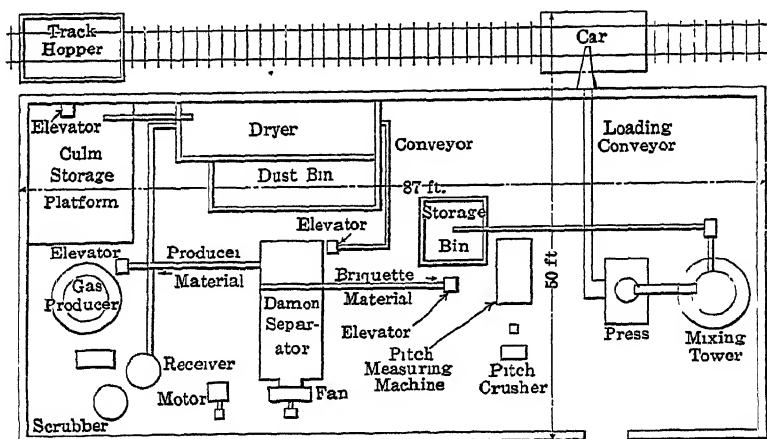 Track
Hopper
Car
Elevator
Culm
Storage
Platform
Dryer
Dust Bin
Conveyor
Loading
Conveyor
87 ft.
50 ft
Storage
Bin
Elevator
Elevator
Producer
Material
Gas
Producer
Damon
Separ-
ator
Briquette
Material
Elevator
Pitch
Measuring
Machine
Pitch
Crusher
Press
Mixing
Tower
Receiver
Motor
Fan
Scrubber